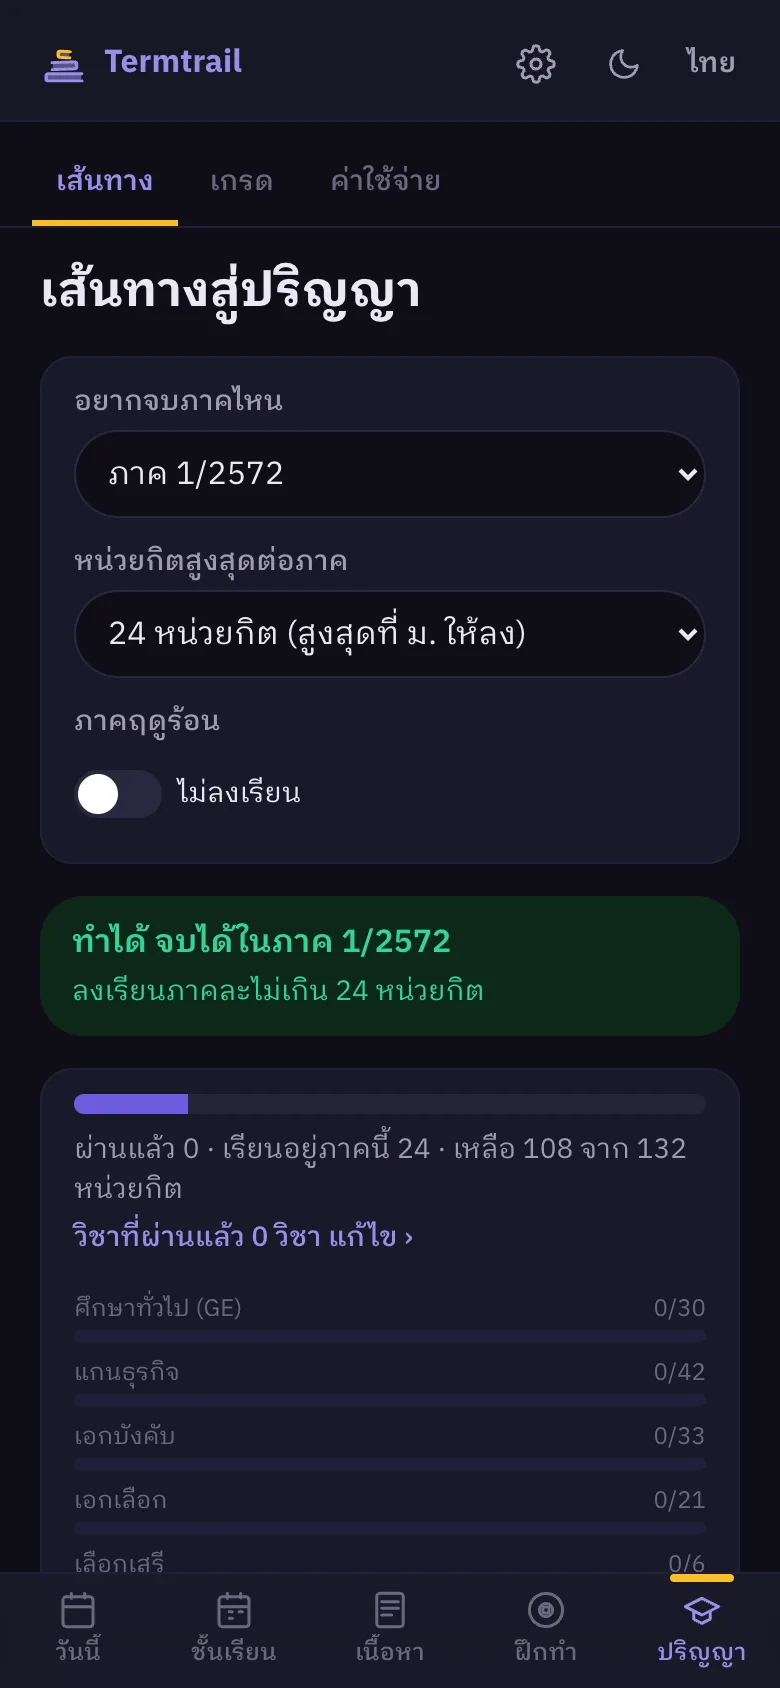 Termtrail
ไทย
เส้นทาง เกรด ค่าใช้จ่าย
เส้นทางสู่ปริญญา
อยากจบภาคไหน
ภาค 1/2572
หน่วยกิตสูงสุดต่อภาค
24 หน่วยกิต (สูงสุดที่ ม. ให้ลง)
ภาคฤดูร้อน
ไม่ลงเรียน
ทำได้ จบได้ในภาค 1/2572
ลงเรียนภาคละไม่เกิน 24 หน่วยกิต
ผ่านแล้ว 0 · เรียนอยู่ภาคนี้ 24 · เหลือ 108 จาก 132
หน่วยกิต
วิชาที่ผ่านแล้ว 0 วิชา แก้ไข ›
ศึกษาทั่วไป (GE) 0/30
แกนธุรกิจ 0/42
เอกบังคับ 0/33
เอกเลือก 0/21
เลือกเสรี 0/6
วันนี้ ชั้นเรียน เนื้อหา ฝึกทำ ปริญญา